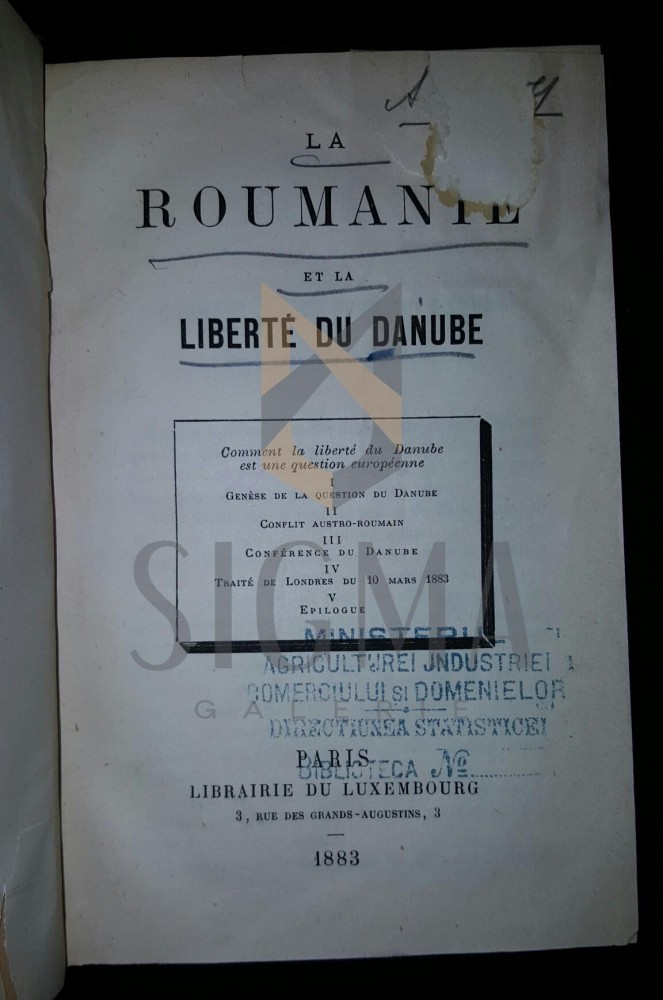 A
LA
ROUMANIE
ET LA
LIBERTÉ DU DANUBE
Comment la liberté du Danube
est une question européenne
I
GENÈSE DE LA QUESTION DU DANUBE
II
CONFLIT AUSTRO-ROUMAIN
III
CONFÉRENCE DU DANUBE
IV
TRAITÉ DE LONDRES DU 10 MARS 1883
V
EPILOGUE
SIGMA
GALERIE
MINISTERUL
AGRICULTUREI JNDUSTRIEI
COMERCIULUI SI DOMENIELOR
DIRECTIUNEA STATISTICEI
PARIS
BIBLIOTECA No
LIBRAIRIE DU LUXEMBOURG
3, RUE DES GRANDS-AUGUSTINS, 3
1883